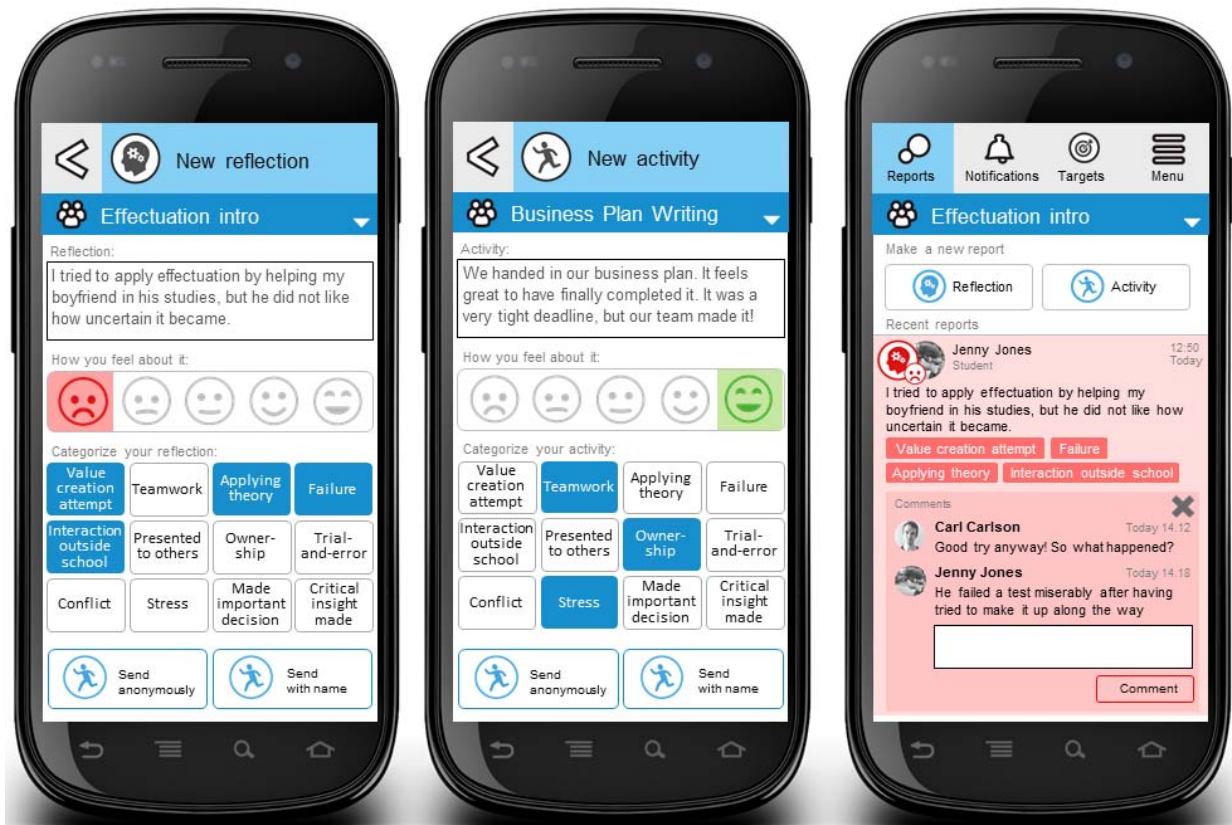 New reflection
Effectuation intro
Reflection:
I tried to apply effectuation by helping my
boyfriend in his studies, but he did not like
how uncertain it became.
How you feel about it:
Categorize your reflection:
Value
creation
attempt
Teamwork
Applying
theory
Failure
Interaction
outside
school
Presented
to others
Owner-
ship
Trial-
and-error
Conflict
Stress
Made
important
decision
Critical
insight
made
Send
anonymously
Send
with name
New activity
Business Plan Writing
Activity:
We handed in our business plan. It feels
great to have finally completed it. It was a
very tight deadline, but our team made it!
How you feel about it:
Categorize your activity:
Value
creation
attempt
Teamwork
Applying
theory
Failure
Interaction
outside
school
Presented
to others
Owner-
ship
Trial-
and-error
Conflict
Stress
Made
important
decision
Critical
insight
made
Send
anonymously
Send
with name
Reports
Notifications
Targets
Menu
Effectuation intro
Make a new report
Reflection
Activity
Recent reports
Jenny Jones
Student
12:50
Today
I tried to apply effectuation by helping my
boyfriend in his studies, but he did not like how
uncertain it became.
Value creation attempt
Failure
Applying theory
Interaction outside school
Comments
Carl Carlson
Today 14.12
Good try anyway! So what happened?
Jenny Jones
Today 14.18
He failed a test miserably after having
tried to make it up along the way
Comment